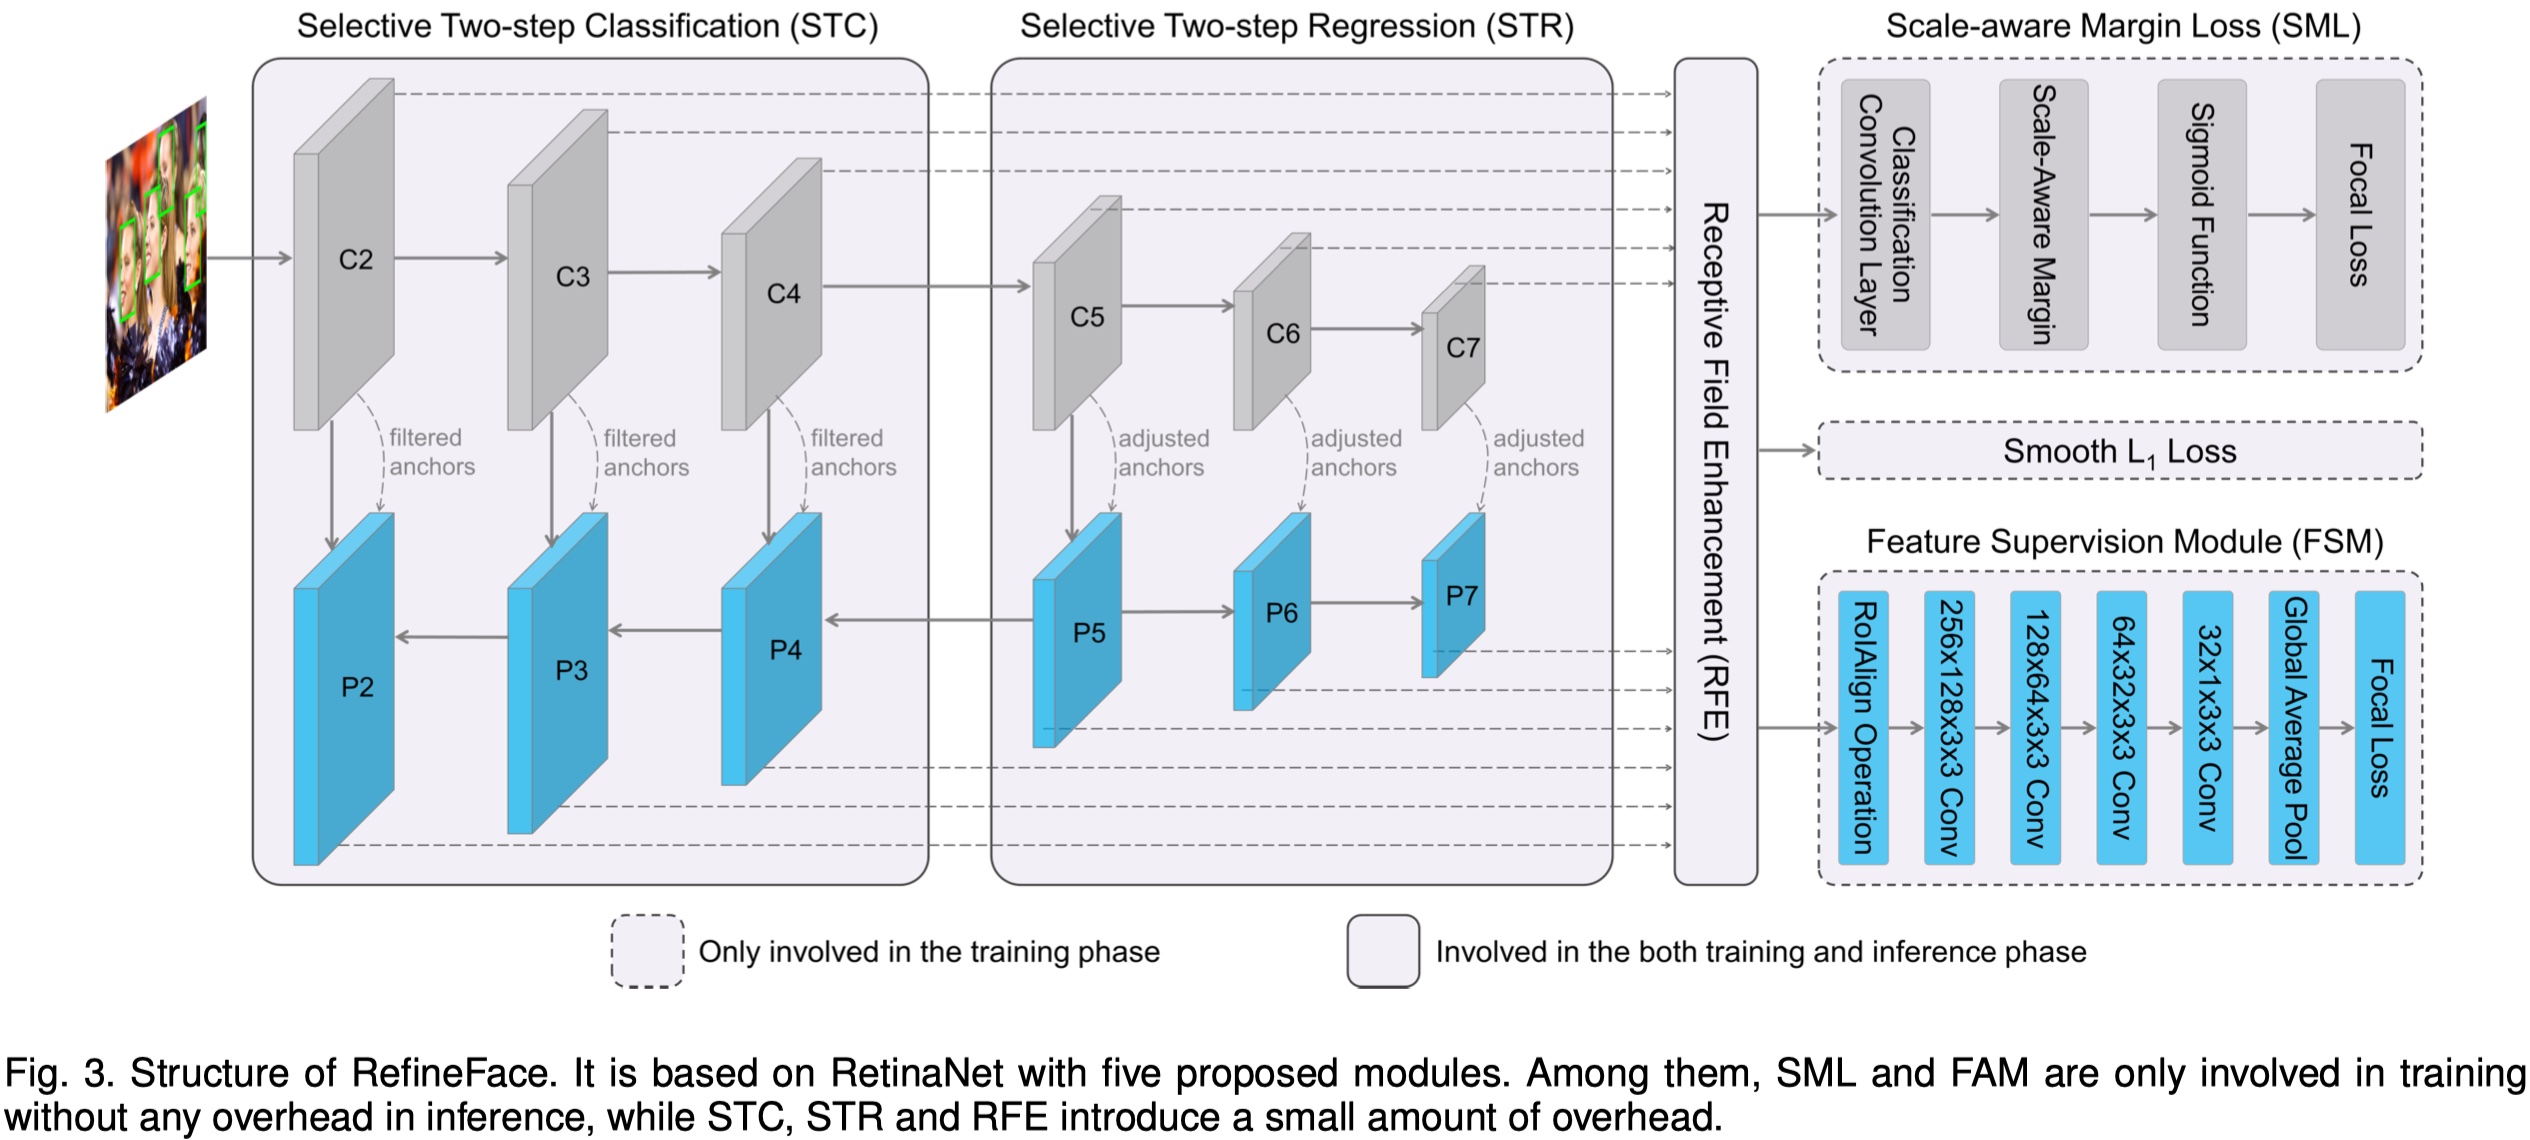 Selective Two-step Classification (STC)
Selective Two-step Regression (STR)
Scale-aware Margin Loss (SML)
C2
C3
C4
C5
C6
C7
filtered
anchors
filtered
anchors
filtered
anchors
adjusted
anchors
adjusted
anchors
adjusted
anchors
P2
P3
P4
P5
P6
P7
Receptive Field Enhancement (RFE)
Classification
Convolution Layer
Scale-Aware Margin
Sigmoid Function
Focal Loss
Smooth L1 Loss
Feature Supervision Module (FSM)
RoIAlign Operation
256x128x3x3 Conv
128x64x3x3 Conv
64x32x3x3 Conv
32x1x3x3 Conv
Global Average Pool
Focal Loss
Only involved in the training phase
Involved in the both training and inference phase
Fig. 3. Structure of RefineFace. It is based on RetinaNet with five proposed modules. Among them, SML and FAM are only involved in training
without any overhead in inference, while STC, STR and RFE introduce a small amount of overhead.